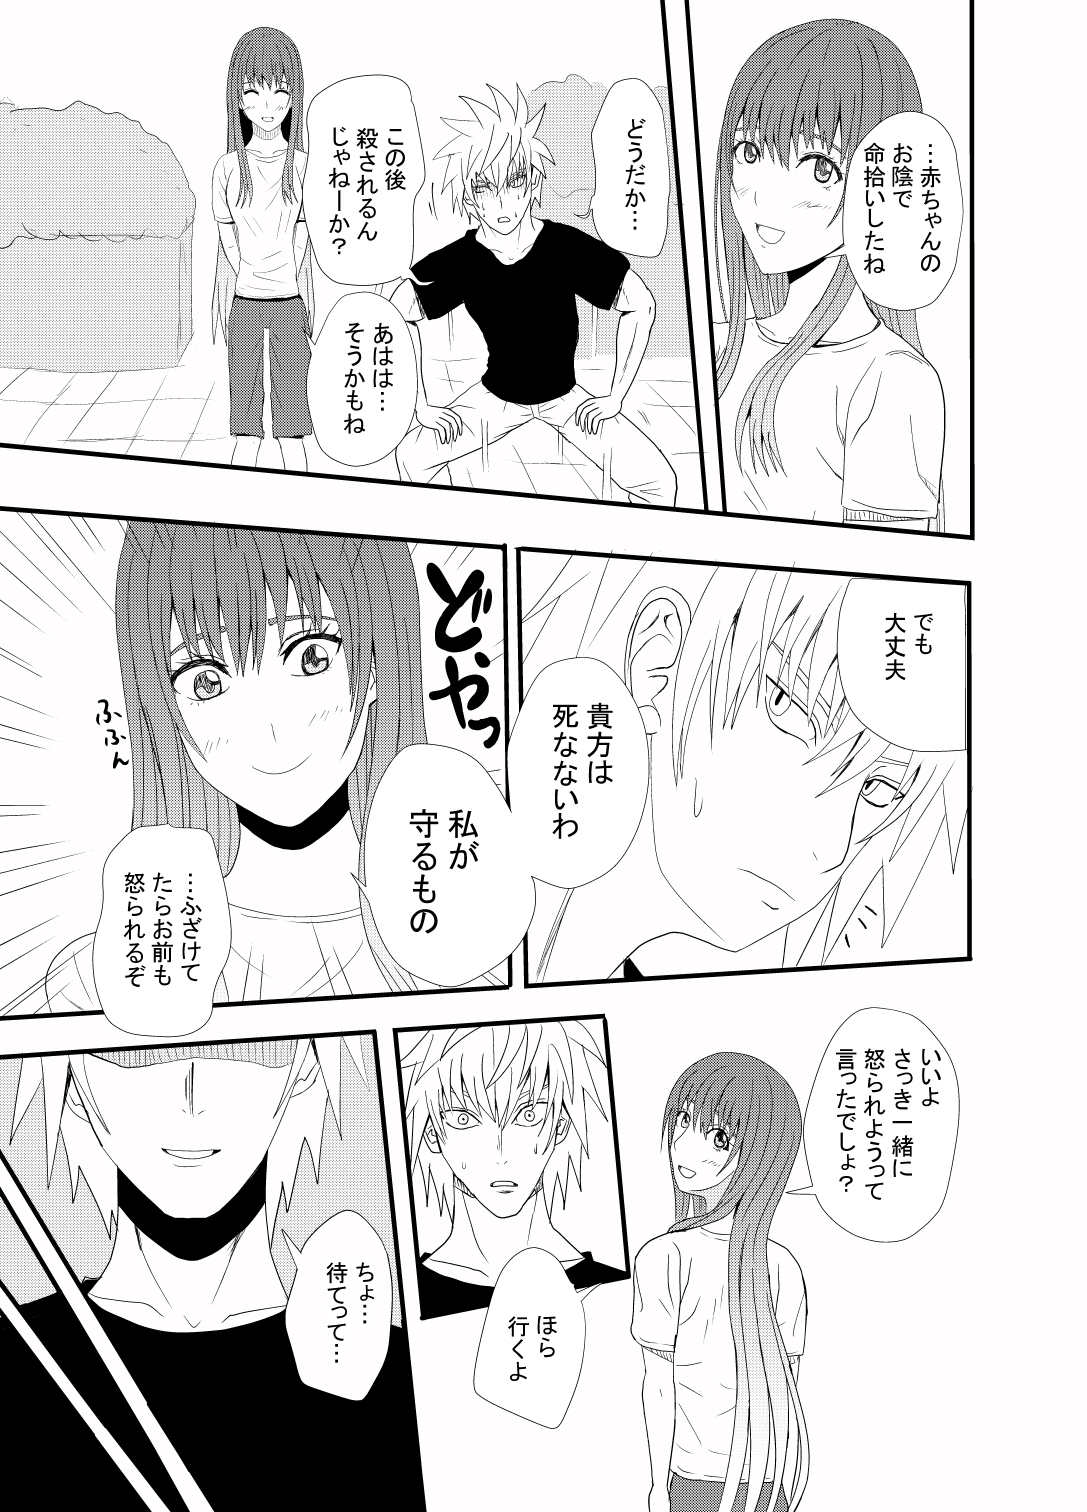 …赤ちゃんの
お陰で
命拾いしたね
どうだか…
この後
殺されるん
じゃねーか？
あはは…
そうかもね
でも
大丈夫
貴方は
死なないわ
どやっ
私が
守るもの
ふふん
…ふざけて
たらお前も
怒られるぞ
いいよ
さっき一緒に
怒られようって
言ったでしょ？
ほら
行くよ
ちょ…
待てって…